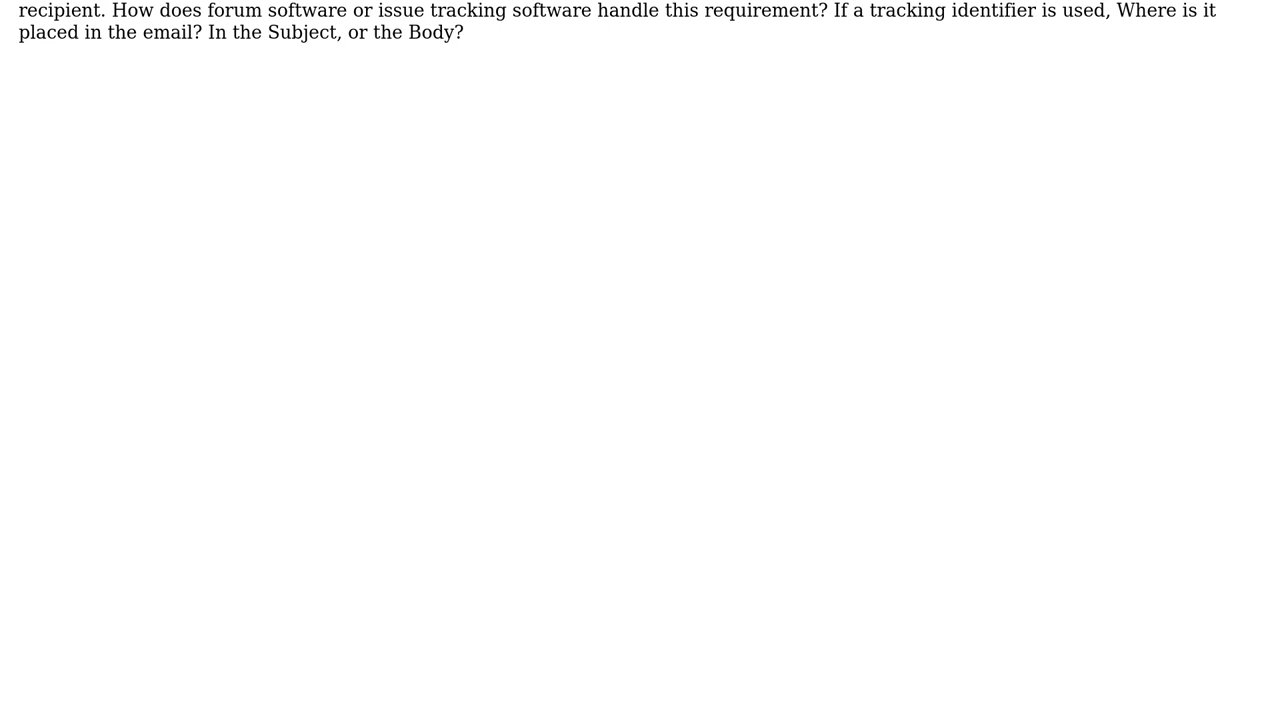 recipient. How does forum software or issue tracking software handle this requirement? If a tracking identifier is used, Where is it
placed in the email? In the Subject, or the Body?